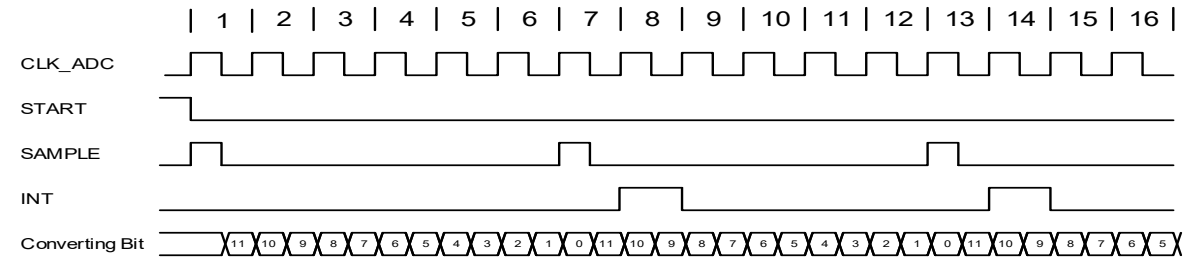 | 1 | 2 | 3 | 4 | 5 | 6 | 7 | 8 | 9 | 10 | 11 | 12 | 13 | 14 | 15 | 16 |
CLK_ADC
START
SAMPLE
INT
Converting Bit 11 10 9 8 7 6 5 4 3 2 1 0 11 10 9 8 7 6 5 4 3 2 1 0 11 10 9 8 7 6 5